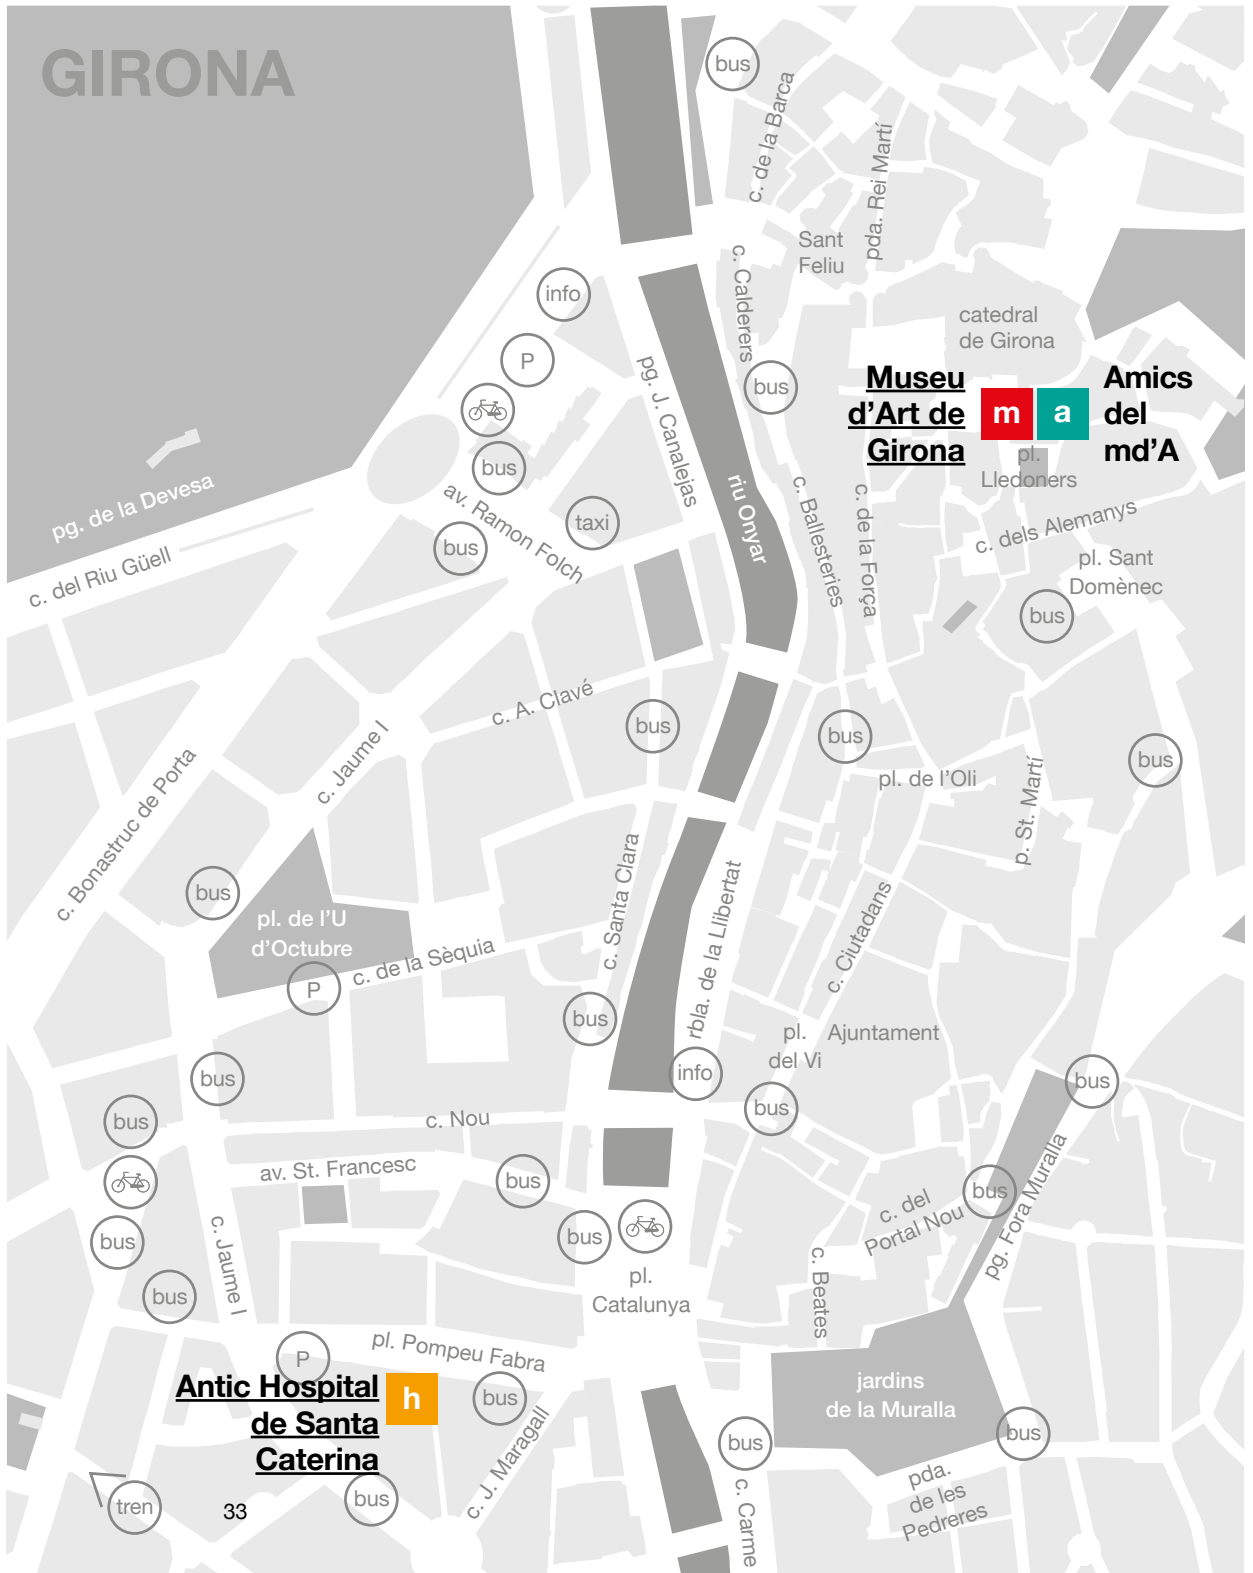 GIRONA
bus
c. de la Barca
pda. Rei Martí
Sant
Feliu
c. Calderers
info
catedral
de Girona
P
pg. J. Canalejas
bus
Museu
d'Art de
Girona
m
a
Amics
del
md'A
pl.
Lledoners
bus
pg. de la Devesa
av. Ramon Folch
taxi
riu Onyar
c. Ballesteries
c. de la Força
c. dels Alemanys
bus
c. del Riu Güell
pl. Sant
Domènec
bus
c. A. Clavé
bus
bus
bus
c. Jaume I
pl. de l'Oli
p. St. Martí
c. Bonastruc de Porta
bus
c. Santa Clara
rbla. de la Llibertat
c. Ciutadans
pl. de l'U
d'Octubre
c. de la Sèquia
P
bus
pl.
del Vi
Ajuntament
bus
info
bus
bus
bus
c. Nou
av. St. Francesc
bus
bus
pg. Fora Muralla
c. del
Portal Nou
bus
bus
c. Jaume I
bus
pl.
Catalunya
c. Beates
pl. Pompeu Fabra
P
Antic Hospital
de Santa
Caterina
h
bus
jardins
de la Muralla
bus
bus
c. J. Maragall
c. Carme
pda.
de les
Pedreres
tren
33
bus